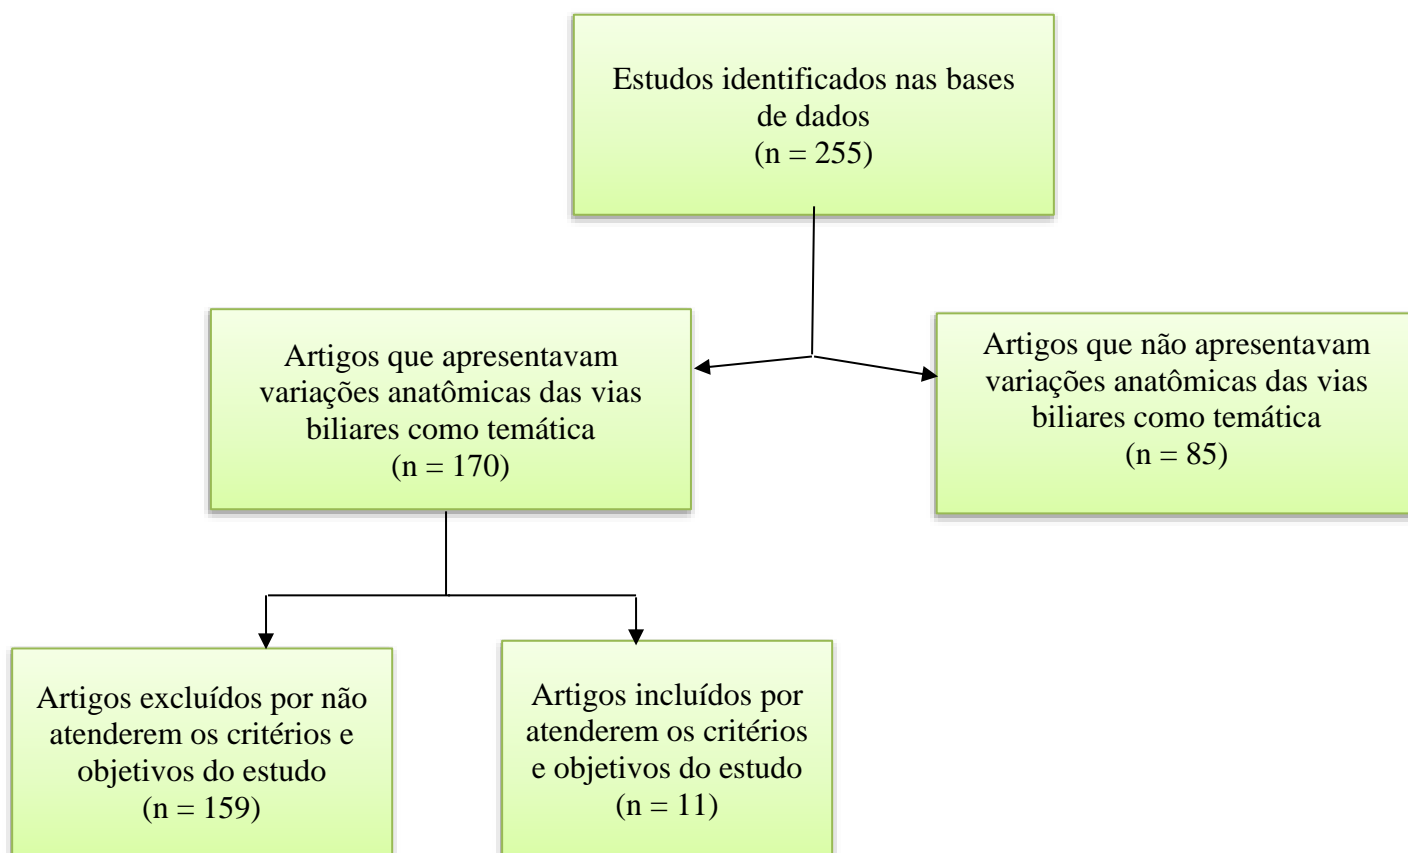 Estudos identificados nas bases
de dados
(n = 255)
Artigos que apresentavam
variações anatômicas das vias
biliares como temática
(n = 170)
Artigos que não apresentavam
variações anatômicas das vias
biliares como temática
(n = 85)
Artigos excluídos por não
atenderem os critérios e
objetivos do estudo
(n = 159)
Artigos incluídos por
atenderem os critérios
e objetivos do estudo
(n = 11)